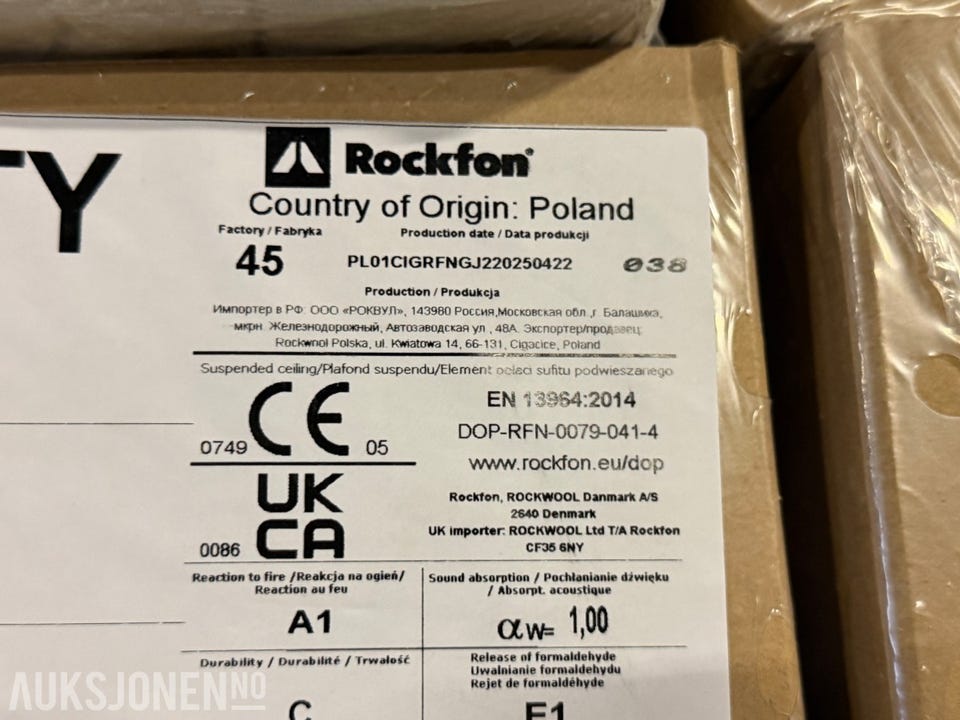 TY
Rockfon®
Country of Origin: Poland
Factory / Fabryka
Production date / Data produkcji
45
PL01CIGRFNGJ220250422
038
Production / Produkcja
Импортер в РФ: ООО «РОКВУЛ», 143980 Россия,Московская обл.,г. Балашиха,
мкрн. Железнодорожный, Автозаводская ул., 48А. Экспортер/продавец:
Rockwool Polska, ul. Kwiatowa 14, 66-131, Cigacice, Poland
Suspended ceiling/Plafond suspendu/Element sufitu podwieszanego
CE
0749
05
EN 13964:2014
DOP-RFN-0079-041-4
www.rockfon.eu/dop
UK
CA
0086
Rockfon, ROCKWOOL Danmark A/S
2640 Denmark
UK importer: ROCKWOOL Ltd T/A Rockfon
CF35 6NY
Reaction to fire /Reakcja na ogień/
Reaction au feu
A1
Sound absorption / Pochłanianie dźwięku
/ Absorpt. acoustique
αw= 1,00
Durability / Durabilité / Trwałość
C
Release of formaldehyde
Uwalnianie formaldehydu
Rejet de formaldéhyde
E1
AUKSJONEN.NO